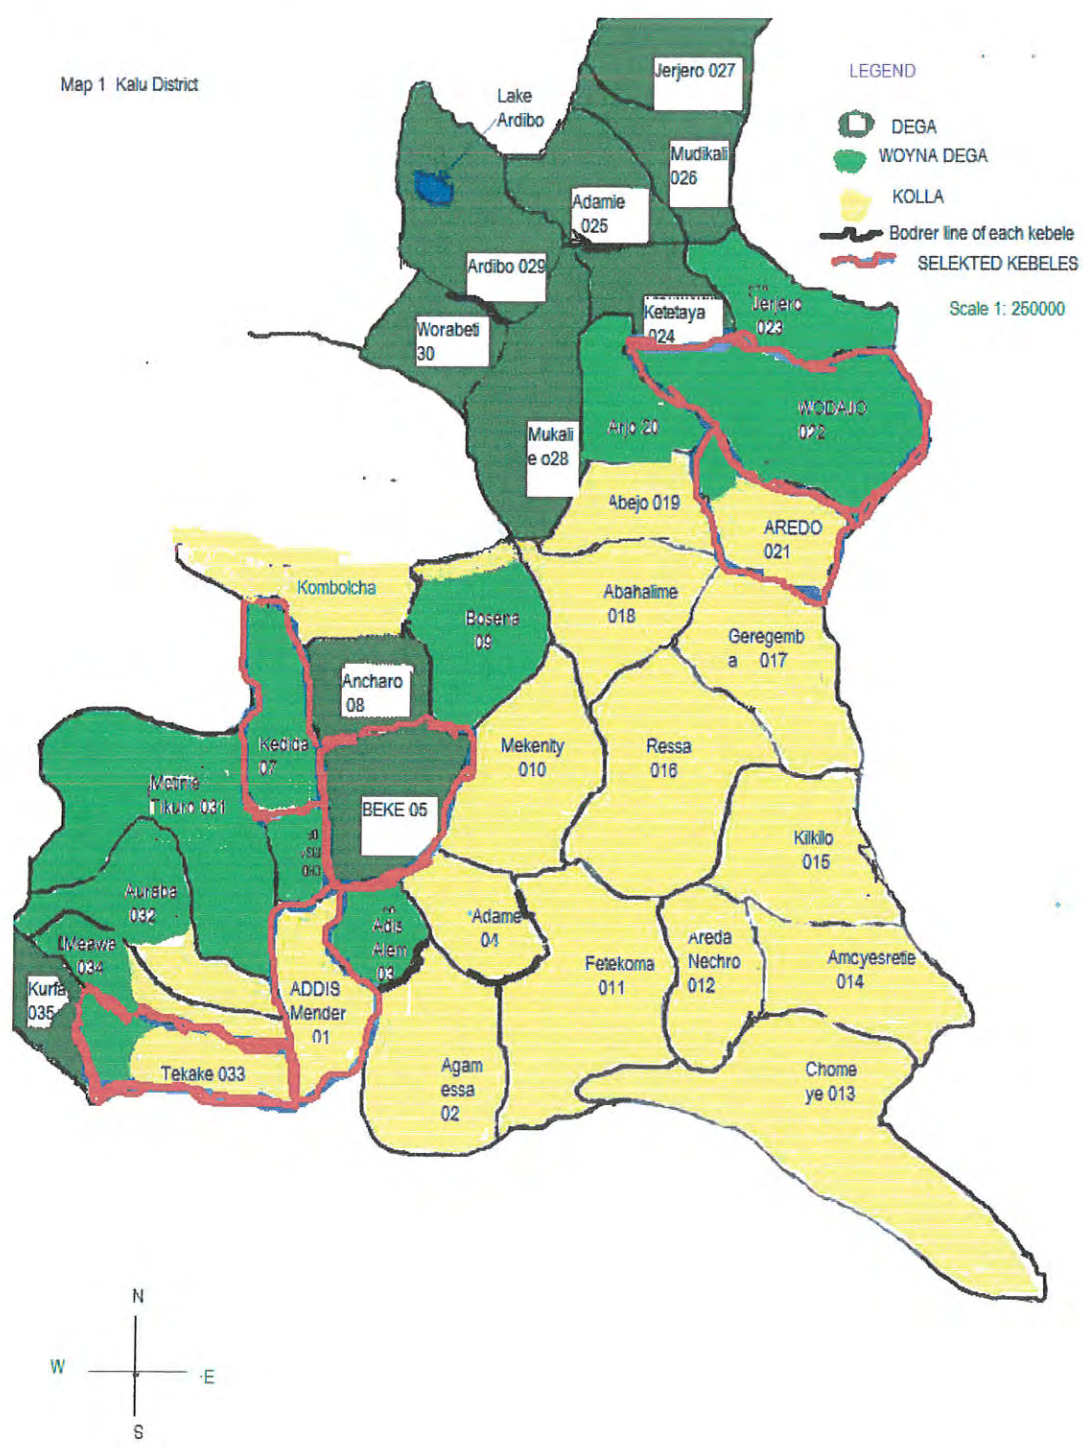 Map 1 Kalu District
LEGEND
DEGA
WOYNA DEGA
KOLLA
Bodrer line of each kebele
SELEKTED KEBELES
Scale 1: 250000
Lake
Ardibo
Jerjero 027
Mudikali
026
Adamie
025
Ardibo 029
Worabeti
30
Ketetaya
024
Jerjero
023
WODAJO
022
Arjo 20
Mukali
e o28
Abejo 019
AREDO
021
Kombolcha
Abahalime
018
Bosena
09
Geregemb
a 017
Ancharo
08
Kedida
07
Mekenity
010
Ressa
016
Tikuro 031
BEKE 05
Kilkilo
015
Auraba
032
Adame
04
Adis
Alem
03
Areda
Nechro
012
Amcyesretie
014
Fetekoma
011
034
Kurfa
035
ADDIS
Mender
01
Tekake 033
Agam
essa
02
Chome
ye 013
N
W
E
S